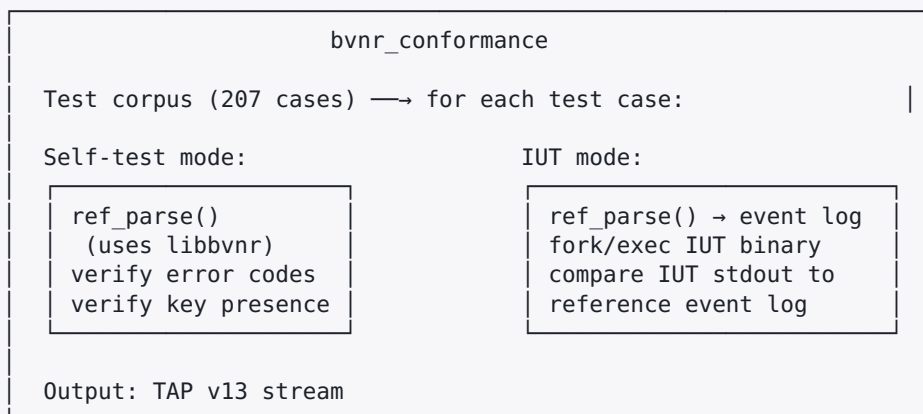 bvnr_conformance
Test corpus (207 cases) ──→ for each test case:
Self-test mode: IUT mode:
ref_parse() ref_parse() → event log
(uses libbvnr) fork/exec IUT binary
verify error codes compare IUT stdout to
verify key presence reference event log
Output: TAP v13 stream